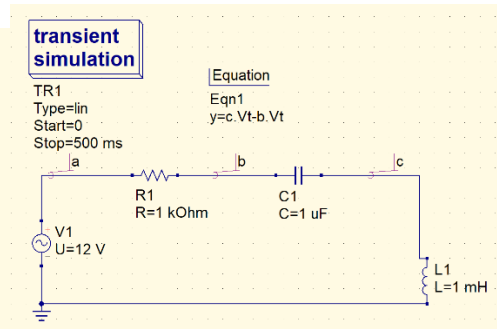 transient
simulation
TR1
Type=lin
Start=0
Stop=500 ms
Equation
Eqn1
y=c.Vt-b.Vt
a
b
c
R1
R=1 kOhm
C1
C=1 uF
V1
U=12 V
L1
L=1 mH